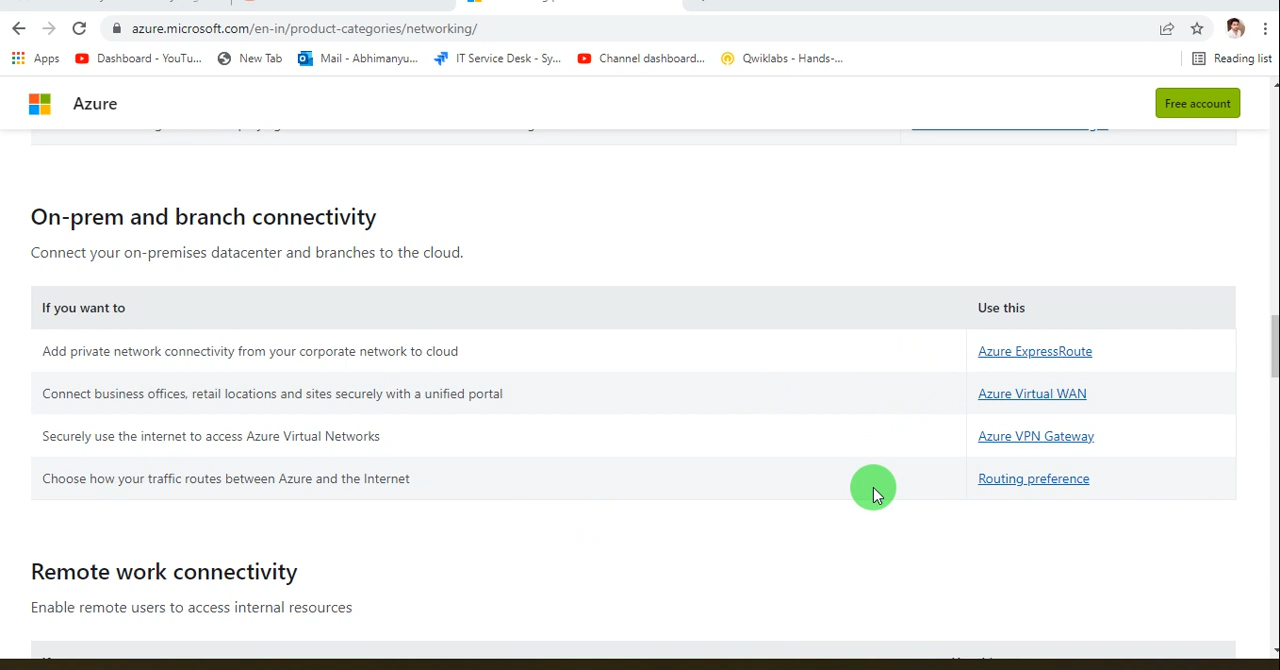 azure.microsoft.com/en-in/product-categories/networking/
Apps Dashboard - YouTu... New Tab Mail - Abhimanyu... IT Service Desk - Sy... Channel dashboard... Qwiklabs - Hands-... Reading list
Azure Free account
On-prem and branch connectivity
Connect your on-premises datacenter and branches to the cloud.
If you want to Use this
Add private network connectivity from your corporate network to cloud Azure ExpressRoute
Connect business offices, retail locations and sites securely with a unified portal Azure Virtual WAN
Securely use the internet to access Azure Virtual Networks Azure VPN Gateway
Choose how your traffic routes between Azure and the Internet Routing preference
Remote work connectivity
Enable remote users to access internal resources